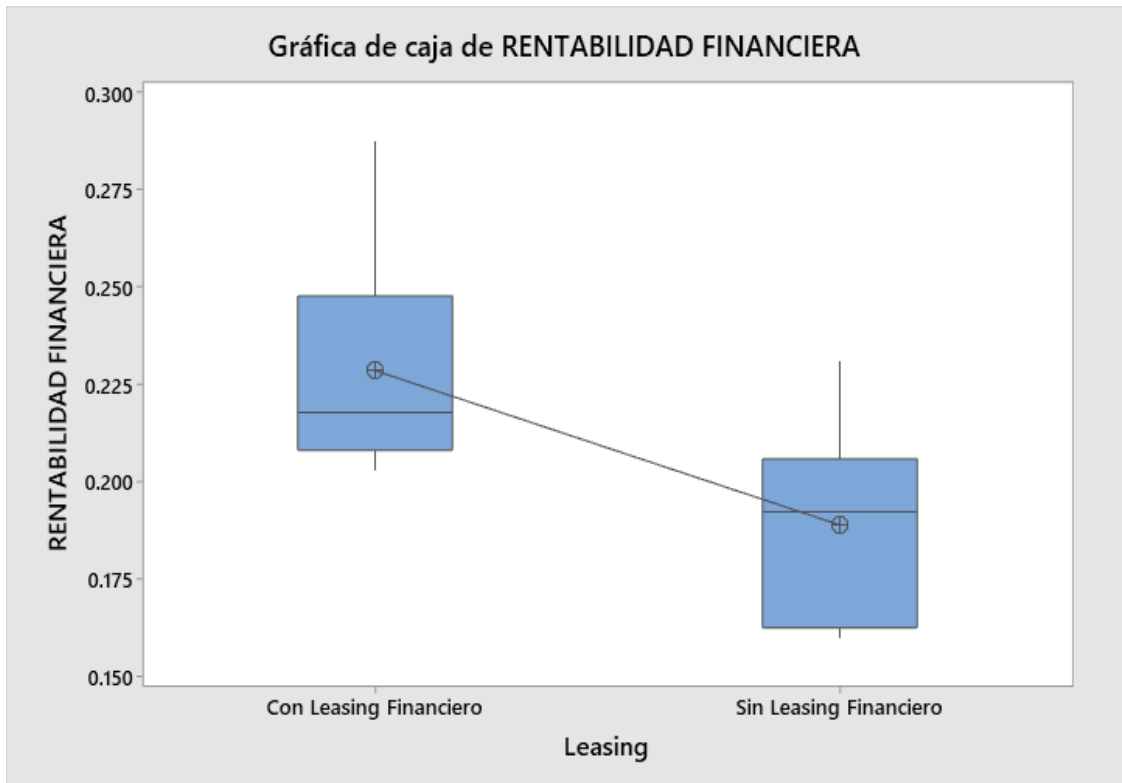 Gráfica de caja de RENTABILIDAD FINANCIERA
RENTABILIDAD FINANCIERA
0.300
0.275
0.250
0.225
0.200
0.175
0.150
Con Leasing Financiero
Sin Leasing Financiero
Leasing